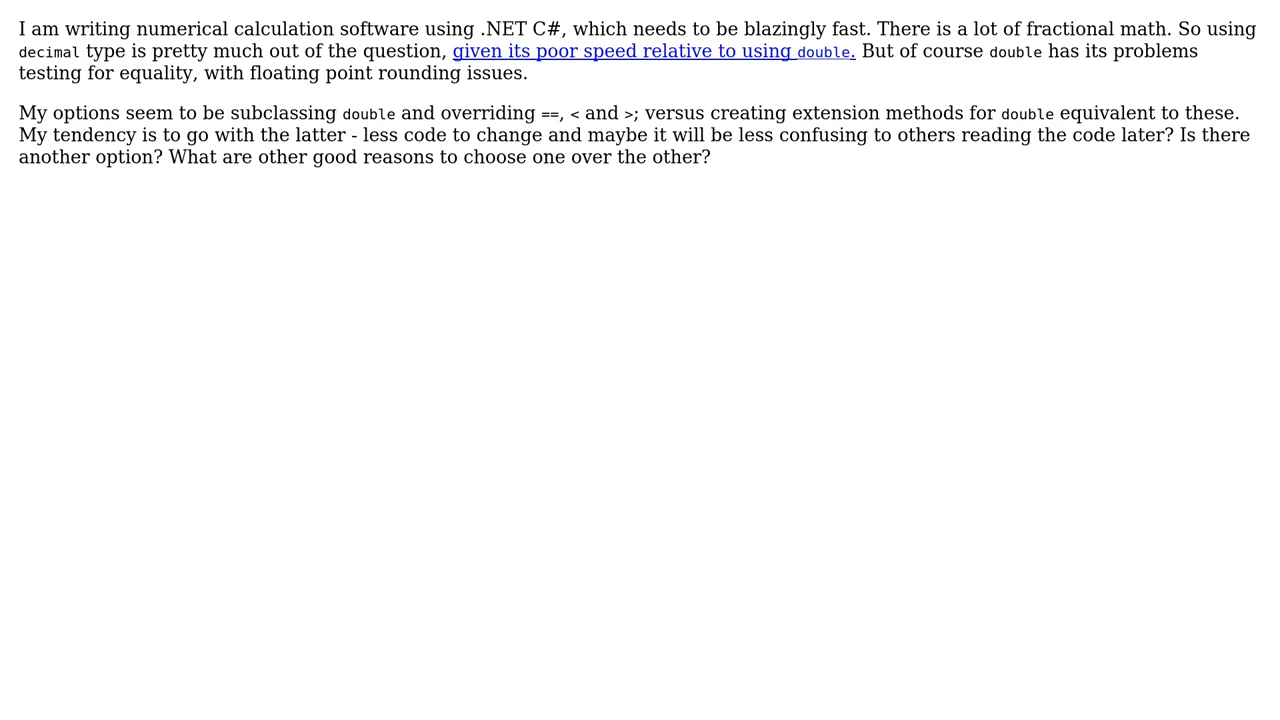 I am writing numerical calculation software using .NET C#, which needs to be blazingly fast. There is a lot of fractional math. So using
decimal type is pretty much out of the question, given its poor speed relative to using double. But of course double has its problems
testing for equality, with floating point rounding issues.
My options seem to be subclassing double and overriding ==, < and >; versus creating extension methods for double equivalent to these.
My tendency is to go with the latter - less code to change and maybe it will be less confusing to others reading the code later? Is there
another option? What are other good reasons to choose one over the other?